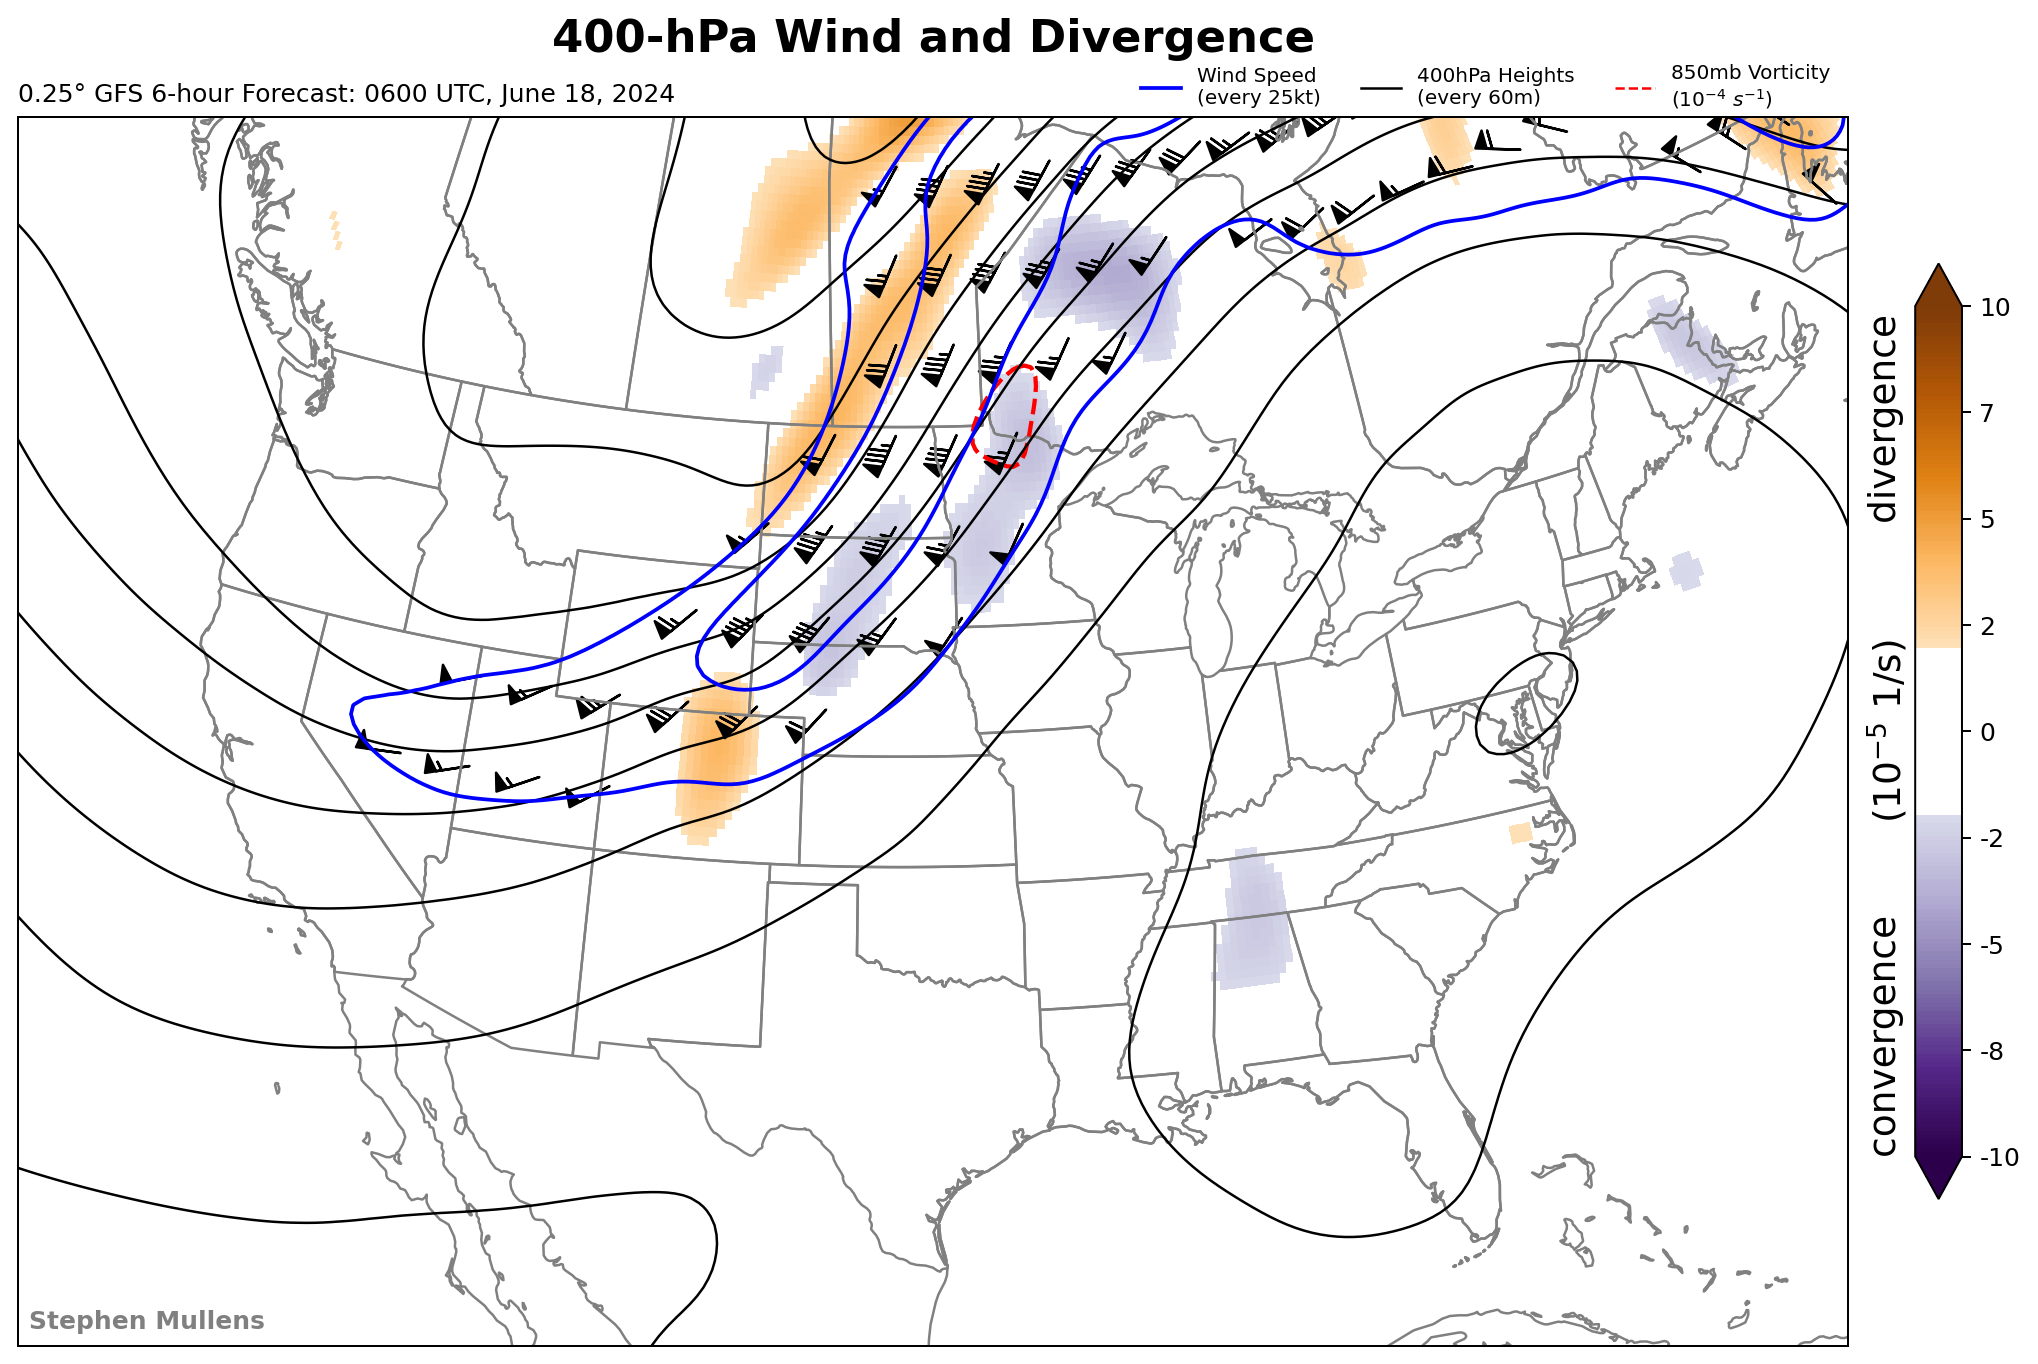 400-hPa Wind and Divergence
0.25° GFS 6-hour Forecast: 0600 UTC, June 18, 2024
Wind Speed
(every 25kt)
400hPa Heights
(every 60m)
850mb Vorticity
(10⁻⁴ s⁻¹)
10
7
5
2
0
-2
-5
-8
-10
convergence (10⁻⁵ 1/s) divergence
Stephen Mullens